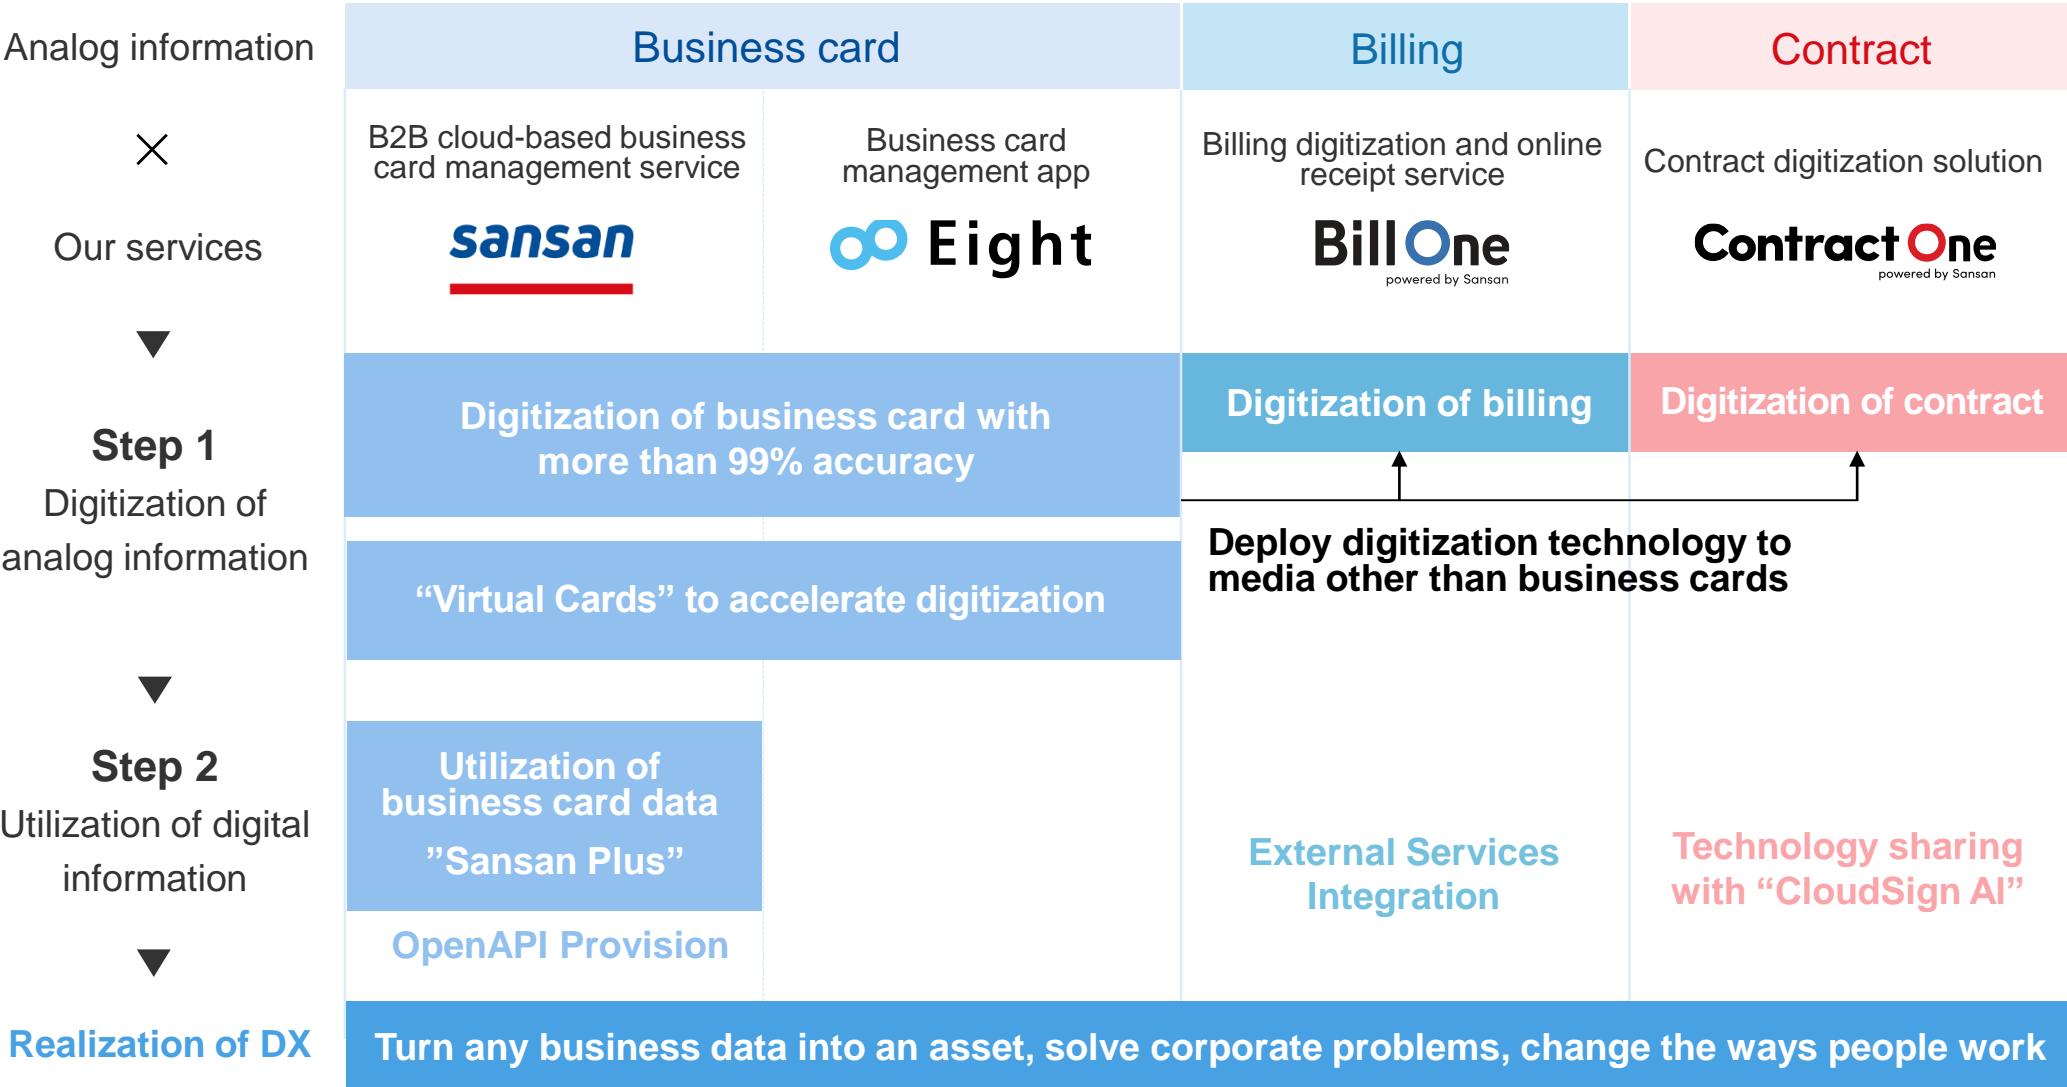 Analog information
Business card
Billing
Contract
Our services
B2B cloud-based business
card management service
sansan
Business card
management app
Eight
Billing digitization and online
receipt service
Bill One
powered by Sansan
Contract digitization solution
Contract One
powered by Sansan
Step 1
Digitization of
analog information
Digitization of business card with
more than 99% accuracy
Digitization of billing
Digitization of contract
Deploy digitization technology to
media other than business cards
“Virtual Cards” to accelerate digitization
Step 2
Utilization of digital
information
Utilization of
business card data
”Sansan Plus”
OpenAPI Provision
External Services
Integration
Technology sharing
with “CloudSign AI”
Realization of DX
Turn any business data into an asset, solve corporate problems, change the ways people work